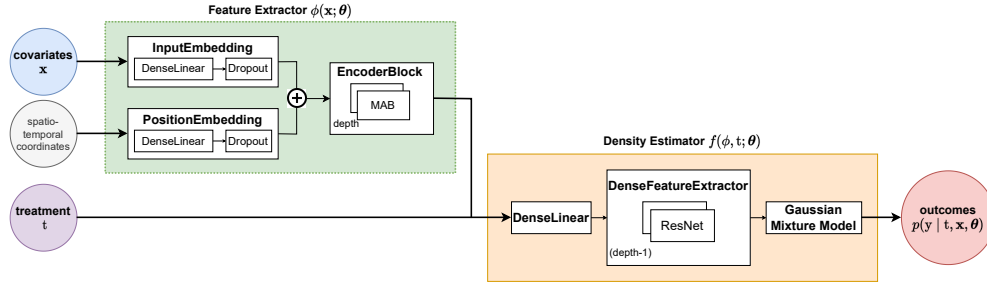 Feature Extractor ϕ(x; θ)
covariates
x
InputEmbedding
DenseLinear
Dropout
EncoderBlock
MAB
depth
spatio-
temporal
coordinates
PositionEmbedding
DenseLinear
Dropout
Density Estimator f(ϕ, t; θ)
treatment
t
DenseLinear
DenseFeatureExtractor
ResNet
(depth-1)
Gaussian
Mixture Model
outcomes
p(y | t, x, θ)